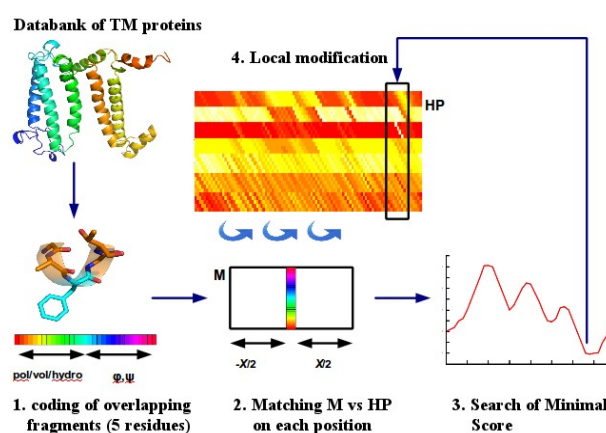 Databank of TM proteins
4. Local modification
HP
M
-X/2
X/2
pol/vol/hydro
φ,ψ
1. coding of overlapping
fragments (5 residues)
2. Matching M vs HP
on each position
3. Search of Minimal
Score